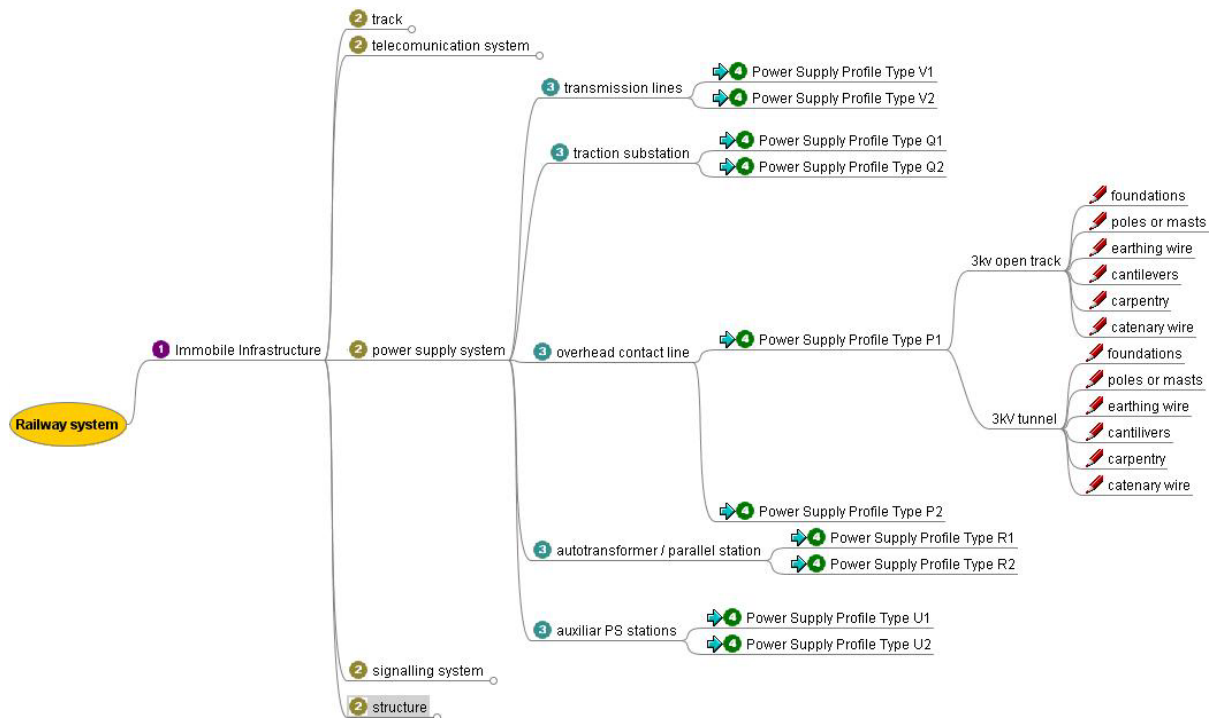 2 track
2 telecomunication system
3 transmission lines
4 Power Supply Profile Type V1
4 Power Supply Profile Type V2
3 traction substation
4 Power Supply Profile Type Q1
4 Power Supply Profile Type Q2
foundations
poles or masts
earthing wire
3kv open track
cantilevers
carpentry
catenary wire
Railway system
1 Immobile Infrastructure
2 power supply system
3 overhead contact line
4 Power Supply Profile Type P1
foundations
poles or masts
earthing wire
3kV tunnel
cantilivers
carpentry
catenary wire
4 Power Supply Profile Type P2
3 autotransformer / parallel station
4 Power Supply Profile Type R1
4 Power Supply Profile Type R2
3 auxiliar PS stations
4 Power Supply Profile Type U1
4 Power Supply Profile Type U2
2 signalling system
2 structure